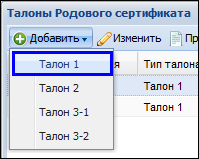 Талоны Родового сертификата
Добавить Изменить
Талон 1
Тип талона
Талон 2
Талон 1
Талон 3-1
Талон 1
Талон 3-2